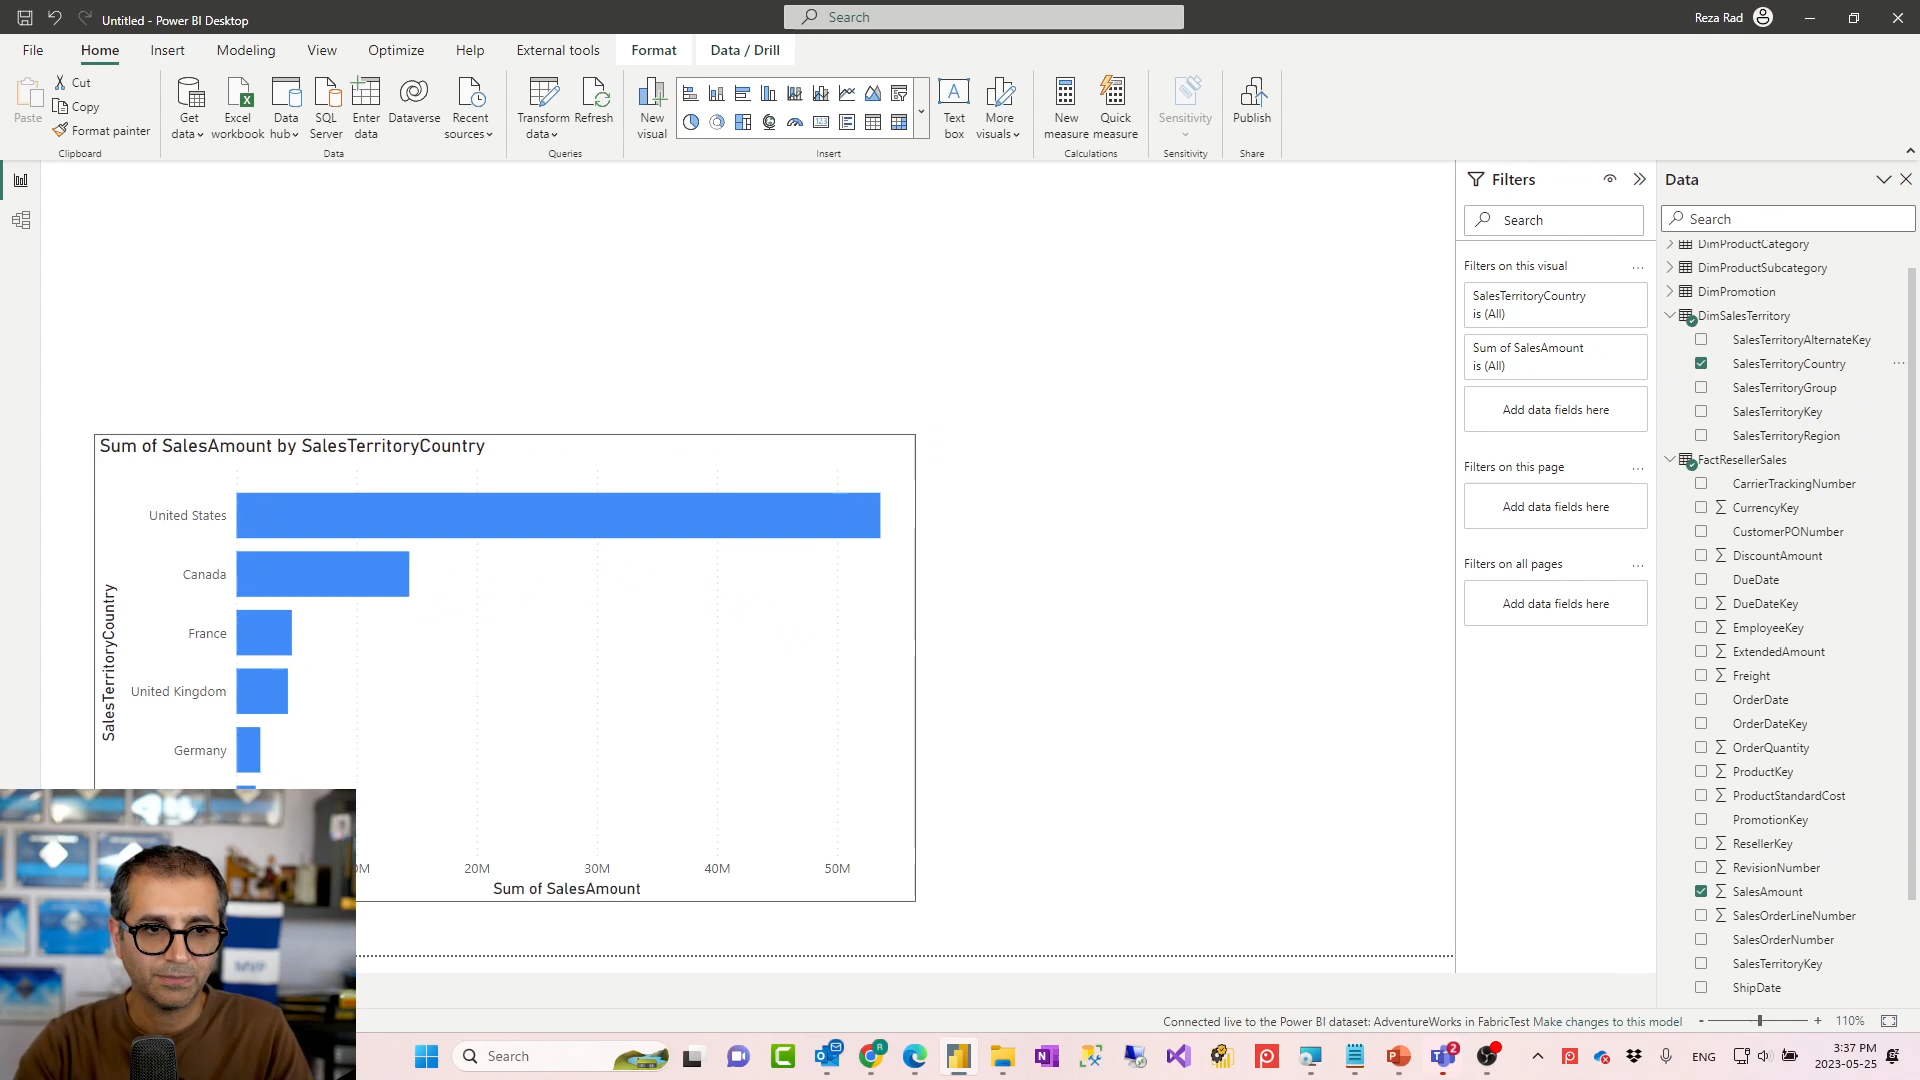 Untitled - Power BI Desktop
Search
Reza Rad
File
Home
Insert
Modeling
View
Optimize
Help
External tools
Format
Data / Drill
Paste
Cut
Copy
Format painter
Clipboard
Get data
Excel workbook
Data hub
SQL Server
Enter data
Dataverse
Recent sources
Data
Transform data
Refresh
Queries
New visual
Text box
More visuals
Insert
New measure
Quick measure
Calculations
Sensitivity
Sensitivity
Publish
Share
Sum of SalesAmount by SalesTerritoryCountry
SalesTerritoryCountry
United States
Canada
France
United Kingdom
Germany
20M
30M
40M
50M
Sum of SalesAmount
Filters
Search
Filters on this visual
SalesTerritoryCountry
is (All)
Sum of SalesAmount
is (All)
Add data fields here
Filters on this page
Add data fields here
Filters on all pages
Add data fields here
Data
Search
DimProductCategory
DimProductSubcategory
DimPromotion
DimSalesTerritory
SalesTerritoryAlternateKey
SalesTerritoryCountry
SalesTerritoryGroup
SalesTerritoryKey
SalesTerritoryRegion
FactResellerSales
CarrierTrackingNumber
CurrencyKey
CustomerPONumber
DiscountAmount
DueDate
DueDateKey
EmployeeKey
ExtendedAmount
Freight
OrderDate
OrderDateKey
OrderQuantity
ProductKey
ProductStandardCost
PromotionKey
ResellerKey
RevisionNumber
SalesAmount
SalesOrderLineNumber
SalesOrderNumber
SalesTerritoryKey
ShipDate
MVP
Connected live to the Power BI dataset: AdventureWorks in FabricTest Make changes to this model
- + 110%
Search
ENG
3:37 PM
2023-05-25